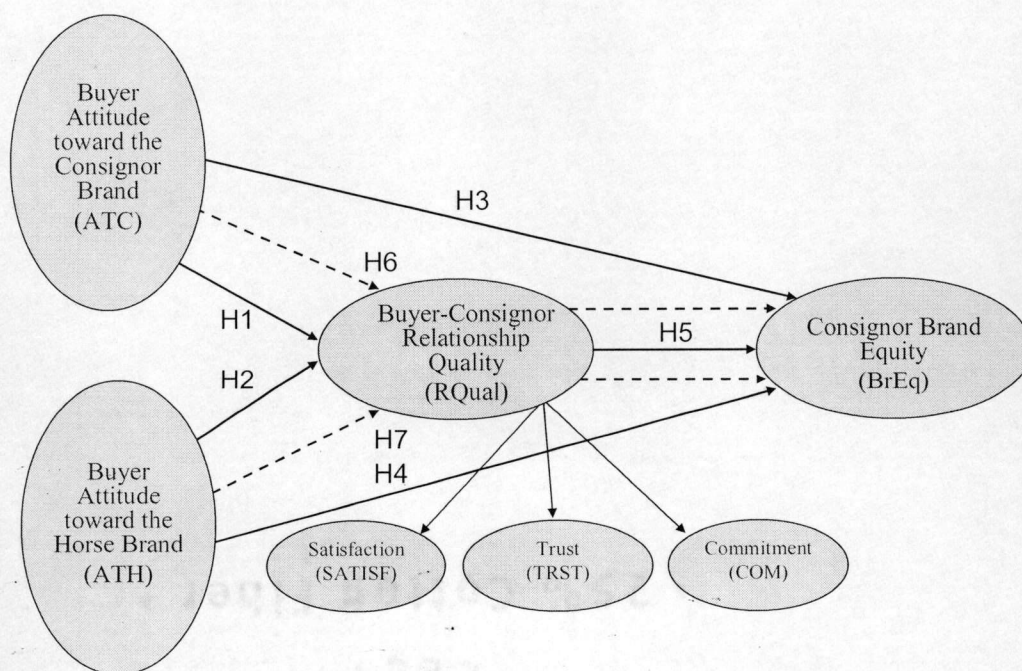 Buyer
Attitude
toward the
Consignor
Brand
(ATC)
H3
H6
H1
Buyer-Consignor
Relationship
Quality
(RQual)
H5
Consignor Brand
Equity
(BrEq)
H2
H7
H4
Buyer
Attitude
toward the
Horse Brand
(ATH)
Satisfaction
(SATISF)
Trust
(TRST)
Commitment
(COM)